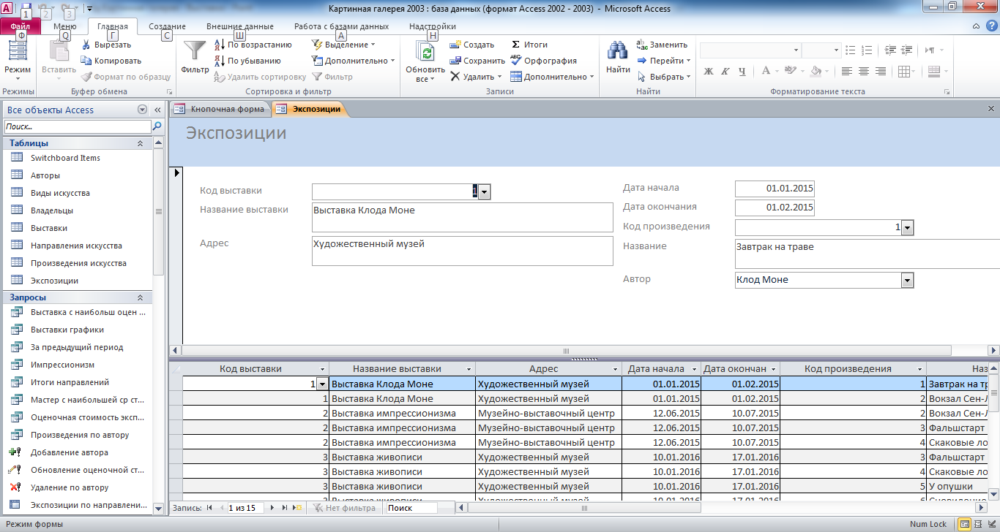 Картинная галерея 2003 : база данных (формат Access 2002 - 2003) - Microsoft Access
1 2 3
Файл Меню Главная Создание Внешние данные Работа с базами данных Надстройки
Ф Q Г С Ш А Н
Режим
Режимы
Вставить
Вырезать
Копировать
Формат по образцу
Буфер обмена
Фильтр
По возрастанию
По убыванию
Удалить сортировку
Выделение
Дополнительно
Фильтр
Сортировка и фильтр
Обновить
все
Создать
Сохранить
Удалить
Σ Итоги
Орфография
Дополнительно
Записи
Найти
Заменить
Перейти
Выбрать
Найти
Ж К Ч А
Форматирование текста
Все объекты Access
Поиск...
Таблицы
Switchboard Items
Авторы
Виды искусства
Владельцы
Выставки
Направления искусства
Произведения искусства
Экспозиции
Запросы
Выставка с наибольш оцен ...
Выставки графики
За предыдущий период
Импрессионизм
Итоги направлений
Мастер с наибольшей ср ст...
Оценочная стоимость эксп...
Произведения по автору
Добавление автора
Обновление оценочной ст...
Удаление по автору
Экспозиции по направлени...
Кнопочная форма Экспозиции
Экспозиции
Код выставки 1
Название выставки Выставка Клода Моне
Адрес Художественный музей
Дата начала 01.01.2015
Дата окончания 01.02.2015
Код произведения 1
Название Завтрак на траве
Автор Клод Моне
Код выставки Название выставки Адрес Дата начала Дата окончан Код произведения Наз
1 Выставка Клода Моне Художественный музей 01.01.2015 01.02.2015 1 Завтрак на тр
1 Выставка Клода Моне Художественный музей 01.01.2015 01.02.2015 2 Вокзал Сен-Л
2 Выставка импрессионизма Музейно-выставочный центр 12.06.2015 10.07.2015 2 Вокзал Сен-Л
2 Выставка импрессионизма Музейно-выставочный центр 12.06.2015 10.07.2015 3 Фальшстарт
2 Выставка импрессионизма Музейно-выставочный центр 12.06.2015 10.07.2015 4 Скаковые ло
3 Выставка живописи Художественный музей 10.01.2016 17.01.2016 3 Фальшстарт
3 Выставка живописи Художественный музей 10.01.2016 17.01.2016 4 Скаковые ло
3 Выставка живописи Художественный музей 10.01.2016 17.01.2016 5 У опушки
3 Выставка живописи Художественный музей 10.01.2016 17.01.2016 6
Запись: 1 из 15 Нет фильтра Поиск
Режим формы Num Lock